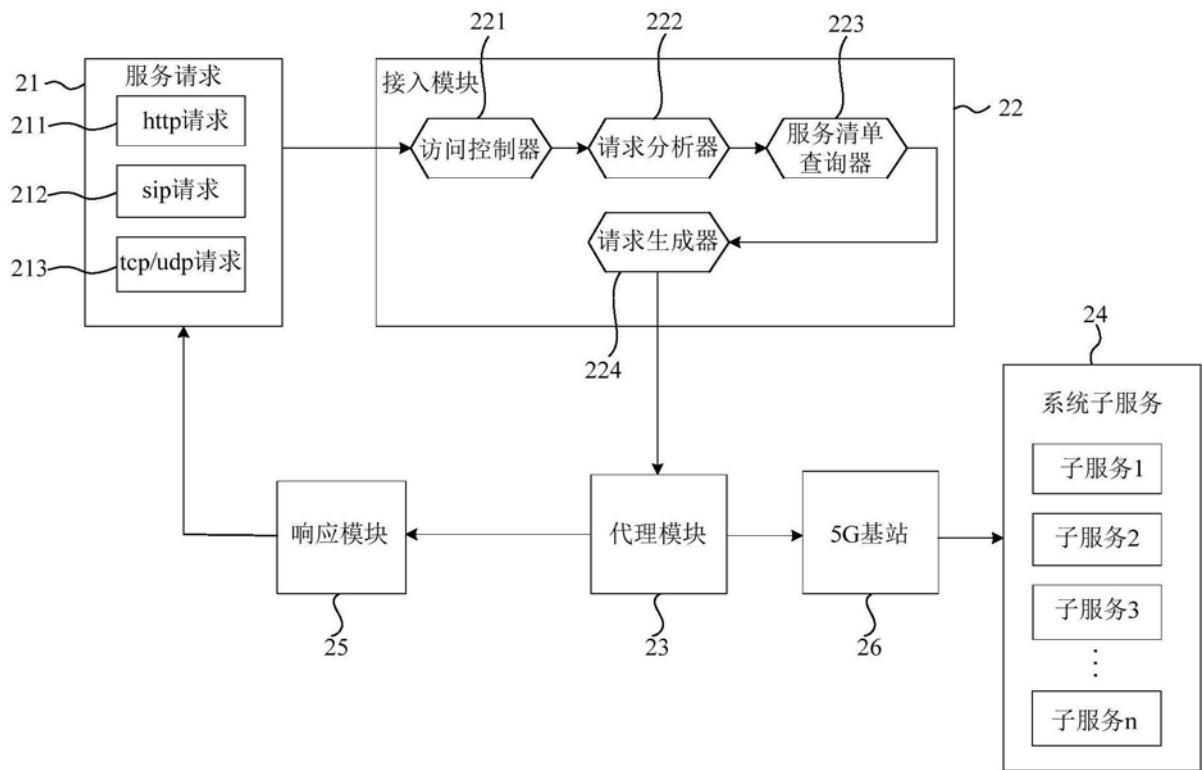 221
222
223
21
服务请求
211
http请求
212
sip请求
213
tcp/udp请求
接入模块
22
访问控制器
请求分析器
服务清单
查询器
请求生成器
224
24
系统子服务
子服务1
子服务2
子服务3
⋮
子服务n
响应模块
代理模块
5G基站
25
23
26